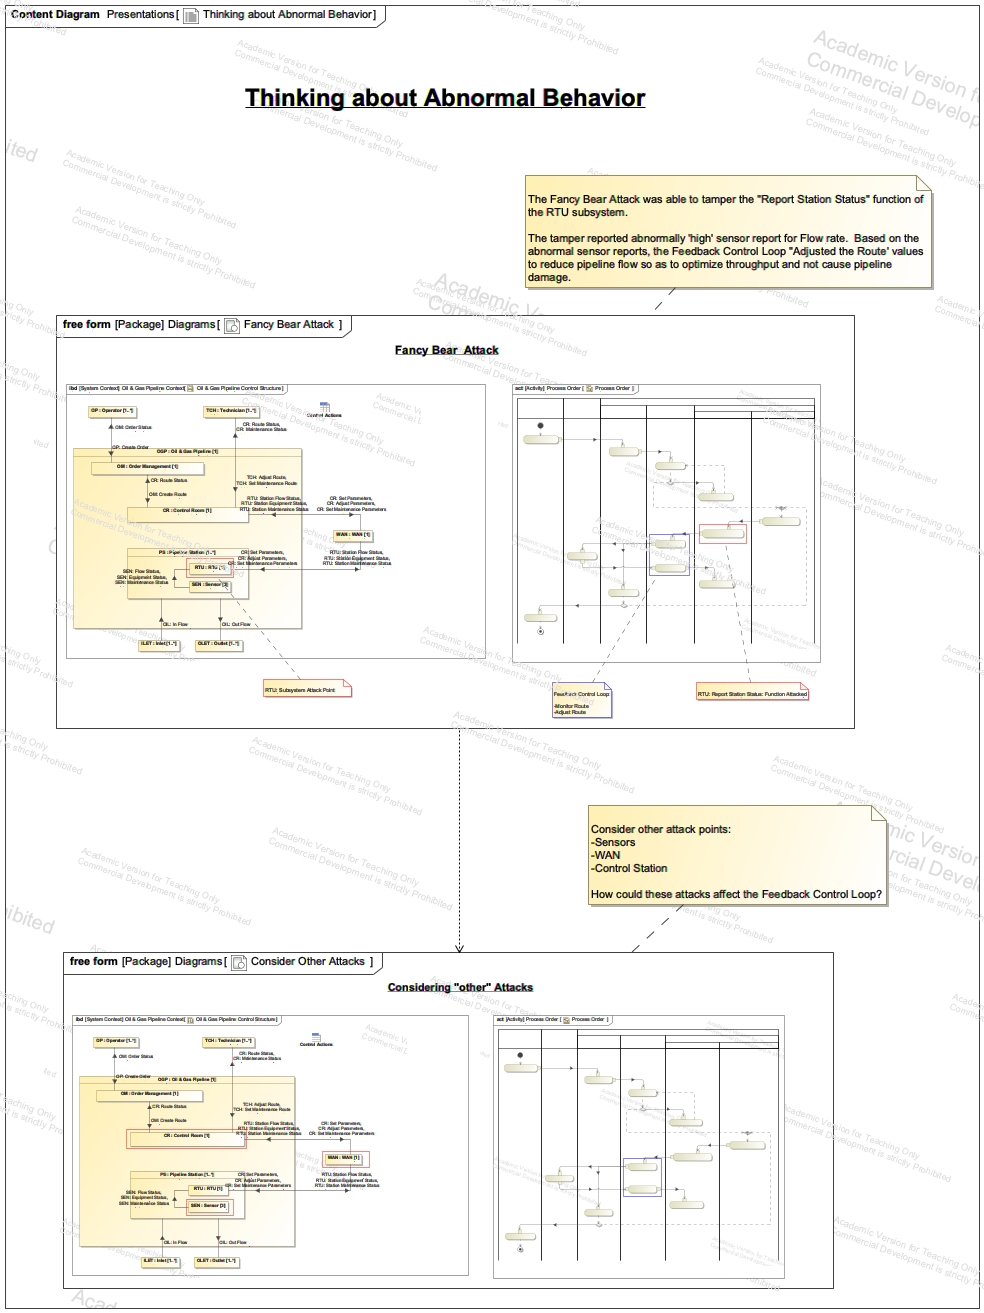 Content Diagram Presentations[ Thinking about Abnormal Behavior]
Thinking about Abnormal Behavior
The Fancy Bear Attack was able to tamper the "Report Station Status" function of
the RTU subsystem.
The tamper reported abnormally 'high' sensor report for Flow rate. Based on the
abnormal sensor reports, the Feedback Control Loop "Adjusted the Route' values
to reduce pipeline flow so as to optimize throughput and not cause pipeline
damage.
free form [Package] Diagrams[ Fancy Bear Attack ]
Fancy Bear Attack
ibd [System Context] Oil & Gas Pipeline Context[ Oil & Gas Pipeline Control Structure ]
act [Activity] Process Order [ Process Order ]
OP : Operator [1..*]
TCH : Technician [1..*]
Control Actions
OM: Order Status
CR: Route Status,
CR: Maintenance Status
OP: Create Order
OGP : Oil & Gas Pipeline [1]
OM : Order Management [1]
CR: Route Status
TCH: Adjust Route,
TCH: Set Maintenance Route
OM: Create Route
RTU: Station Flow Status,
RTU: Station Equipment Status,
RTU: Station Maintenance Status
CR: Set Parameters,
CR: Adjust Parameters,
CR: Set Maintenance Parameters
CR : Control Room [1]
WAN : WAN [1]
PS : Pipeline Station [1..*]
CR: Set Parameters,
CR: Adjust Parameters,
CR: Set Maintenance Parameters
RTU: Station Flow Status,
RTU: Station Equipment Status,
RTU: Station Maintenance Status
RTU : RTU [1]
SEN: Flow Status,
SEN: Equipment Status,
SEN: Maintenance Status
SEN : Sensor [3]
OIL: In Flow
OIL: Out Flow
ILET : Inlet [1..*]
OLET : Outlet [1..*]
RTU: Subsystem Attack Point
Feedback Control Loop
-Monitor Route
-Adjust Route
RTU: Report Station Status: Function Attacked
Consider other attack points:
-Sensors
-WAN
-Control Station
How could these attacks affect the Feedback Control Loop?
free form [Package] Diagrams[ Consider Other Attacks ]
Considering "other" Attacks
ibd [System Context] Oil & Gas Pipeline Context[ Oil & Gas Pipeline Control Structure ]
act [Activity] Process Order [ Process Order ]
OP : Operator [1..*]
TCH : Technician [1..*]
Control Actions
OM: Order Status
CR: Route Status,
CR: Maintenance Status
OP: Create Order
OGP : Oil & Gas Pipeline [1]
OM : Order Management [1]
CR: Route Status
TCH: Adjust Route,
TCH: Set Maintenance Route
OM: Create Route
RTU: Station Flow Status,
RTU: Station Equipment Status,
RTU: Station Maintenance Status
CR: Set Parameters,
CR: Adjust Parameters,
CR: Set Maintenance Parameters
CR : Control Room [1]
WAN : WAN [1]
PS : Pipeline Station [1..*]
CR: Set Parameters,
CR: Adjust Parameters,
CR: Set Maintenance Parameters
RTU: Station Flow Status,
RTU: Station Equipment Status,
RTU: Station Maintenance Status
RTU : RTU [1]
SEN: Flow Status,
SEN: Equipment Status,
SEN: Maintenance Status
SEN : Sensor [3]
OIL: In Flow
OIL: Out Flow
ILET : Inlet [1..*]
OLET : Outlet [1..*]
Academic Version for Teaching Only
Commercial Development is strictly Prohibited